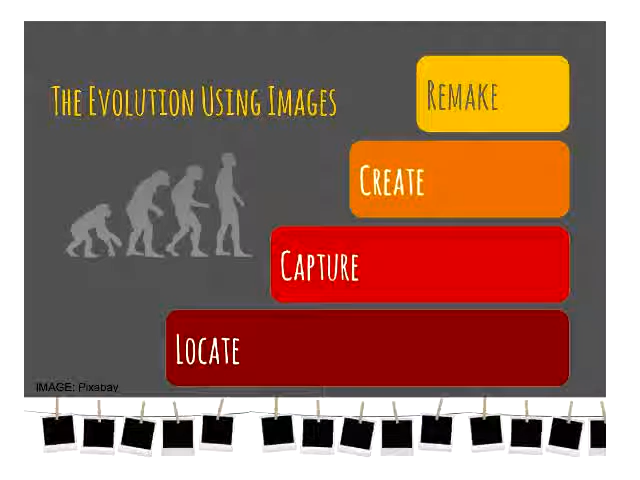 The Evolution Using Images
Remake
Create
Capture
Locate
IMAGE: Pixabay